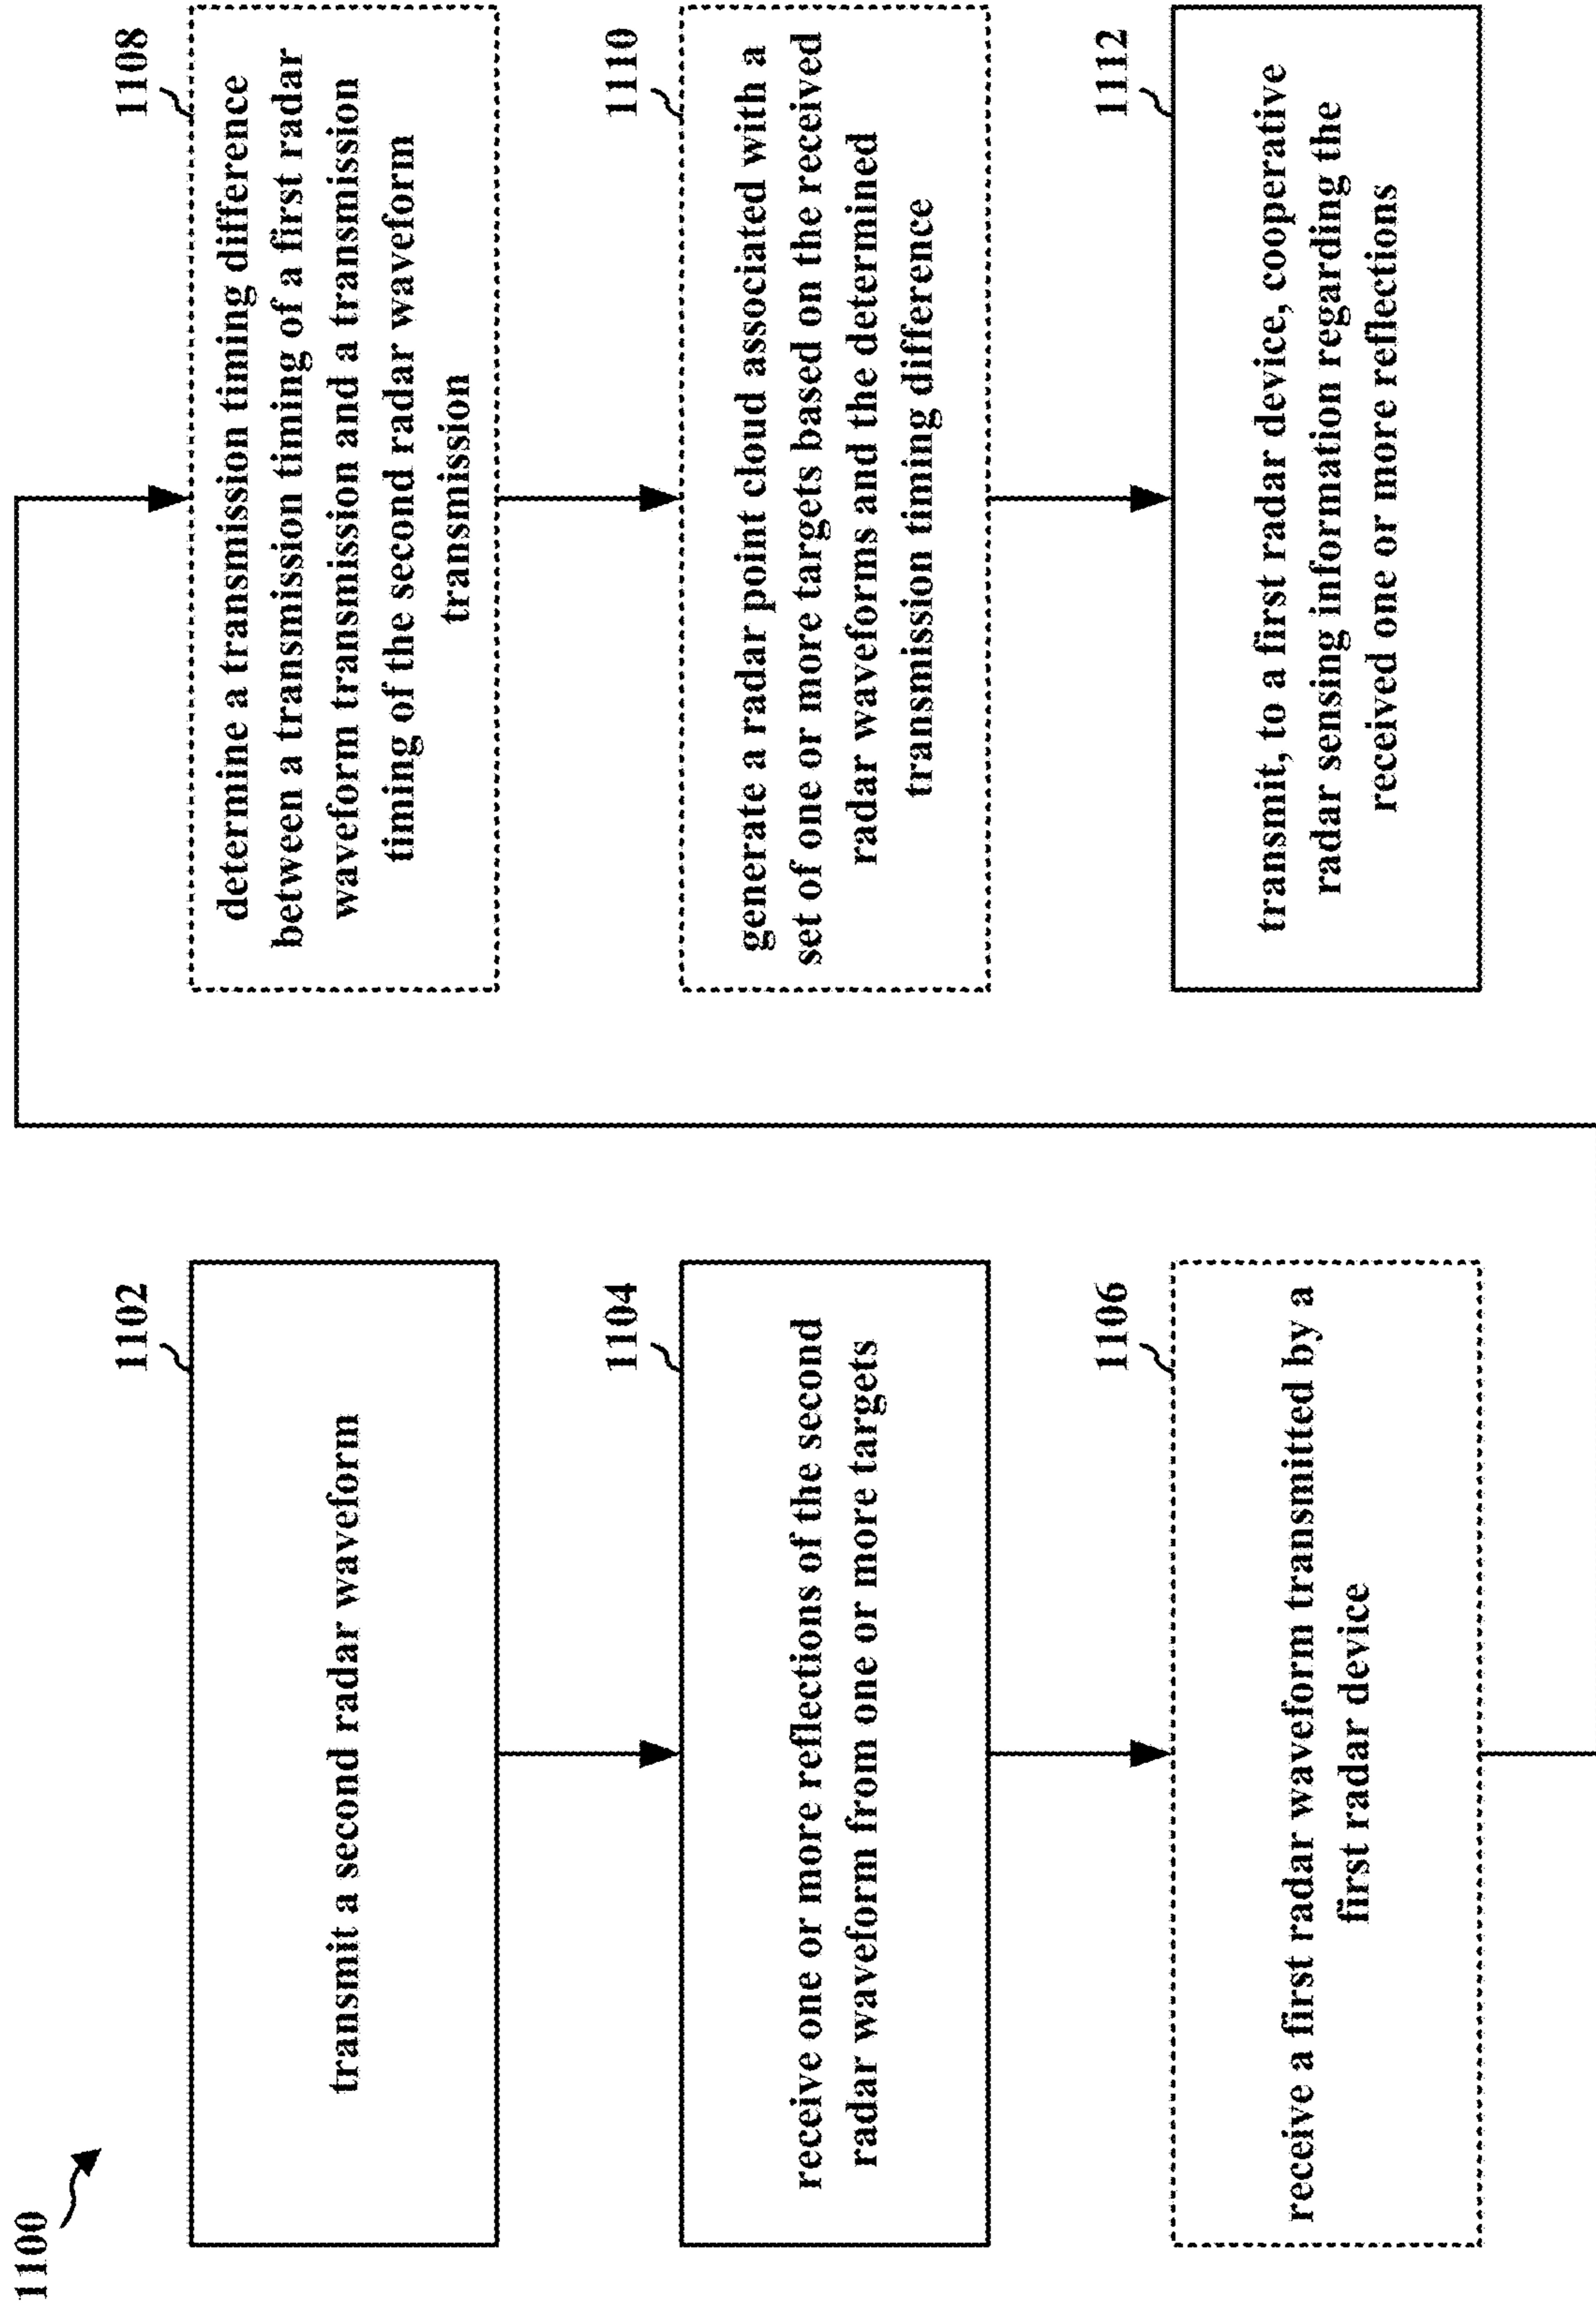 1100
1102
transmit a second radar waveform
1104
receive one or more reflections of the second
radar waveform from one or more targets
1106
receive a first radar waveform transmitted by a
first radar device
1108
determine a transmission timing difference
between a transmission timing of a first radar
waveform transmission and a transmission
timing of the second radar waveform
transmission
1110
generate a radar point cloud associated with a
set of one or more targets based on the received
radar waveforms and the determined
transmission timing difference
1112
transmit, to a first radar device, cooperative
radar sensing information regarding the
received one or more reflections